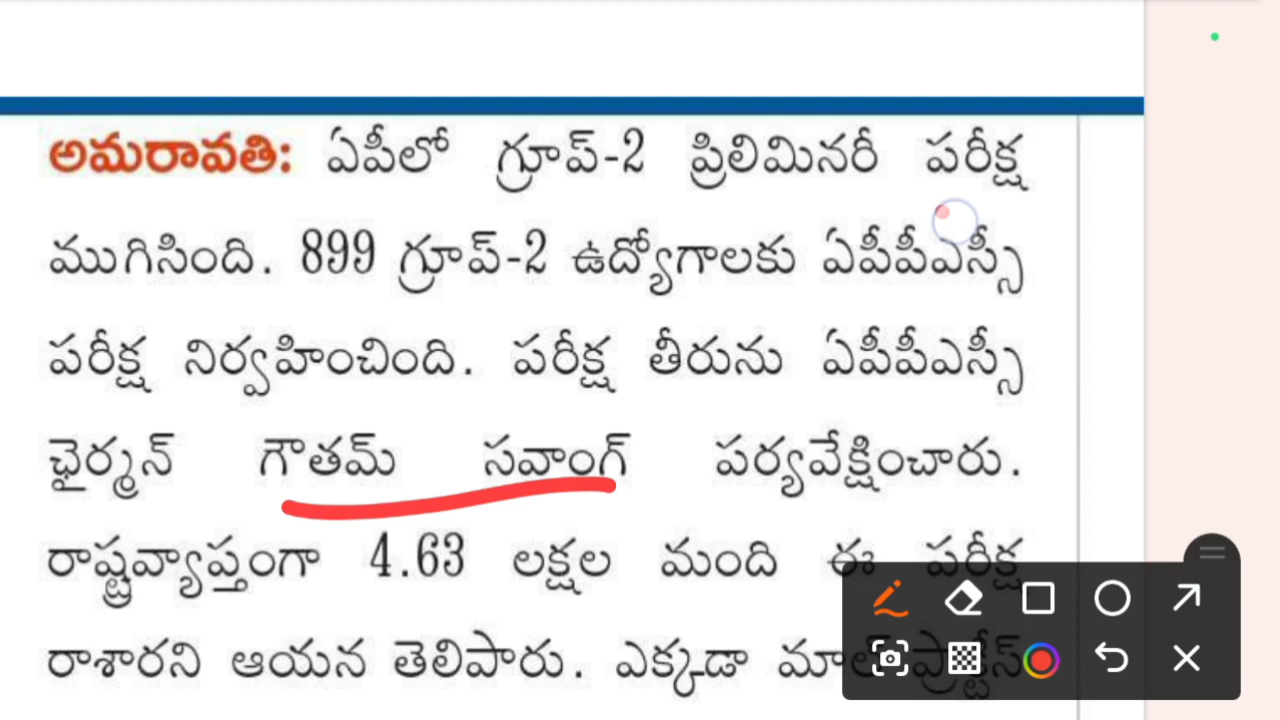 అమరావతి: ఏపీలో గ్రూప్-2 ప్రిలిమినరీ పరీక్ష
ముగిసింది. 899 గ్రూప్-2 ఉద్యోగాలకు ఏపీపీఎస్సీ
పరీక్ష నిర్వహించింది. పరీక్ష తీరును ఏపీపీఎస్సీ
ఛైర్మన్ గౌతమ్ సవాంగ్ పర్యవేక్షించారు.
రాష్ట్రవ్యాప్తంగా 4.63 లక్షల మంది ఈ పరీక్ష
రాశారని ఆయన తెలిపారు. ఎక్కడా మాల్ ప్రాక్టీస్